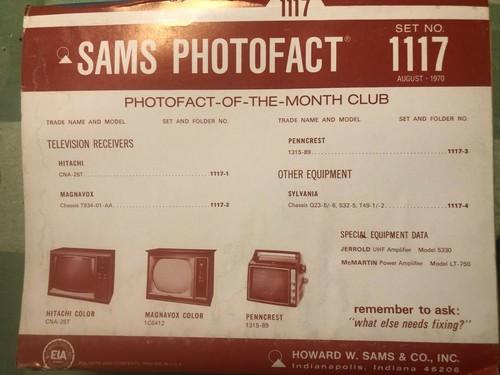 1117
SAMS PHOTOFACT®
SET NO.
1117
AUGUST - 1970
PHOTOFACT-OF-THE-MONTH CLUB
TRADE NAME AND MODEL SET AND FOLDER NO.
TELEVISION RECEIVERS
HITACHI
CNA-26T 1117-1
MAGNAVOX
Chassis T934-01-AA 1117-2
TRADE NAME AND MODEL SET AND FOLDER NO.
PENNCREST
1315-89 1117-3
OTHER EQUIPMENT
SYLVANIA
Chassis G23-5/-6, S32-5, T49-1/-2 1117-4
SPECIAL EQUIPMENT DATA
JERROLD UHF Amplifier Model 5330
McMARTIN Power Amplifier Model LT-750
HITACHI COLOR
CNA-26T
MAGNAVOX COLOR
1C6412
PENNCREST
1315-89
remember to ask:
"what else needs fixing?"
EIA
HOWARD W. SAMS & CO., INC.
Indianapolis, Indiana 46206